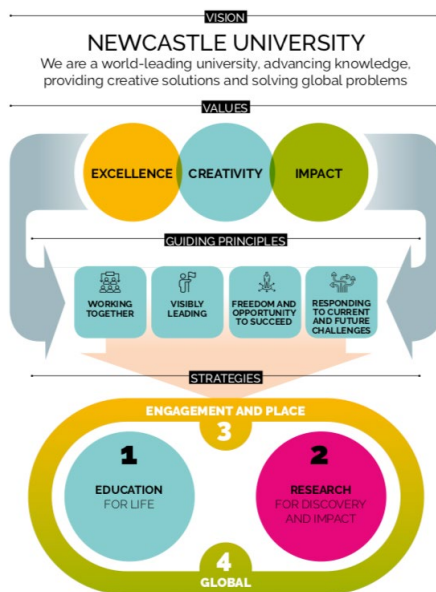 VISION
NEWCASTLE UNIVERSITY
We are a world-leading university, advancing knowledge,
providing creative solutions and solving global problems
VALUES
EXCELLENCE
CREATIVITY
IMPACT
GUIDING PRINCIPLES
WORKING
TOGETHER
VISIBLY
LEADING
FREEDOM AND
OPPORTUNITY
TO SUCCEED
RESPONDING
TO CURRENT
AND FUTURE
CHALLENGES
STRATEGIES
ENGAGEMENT AND PLACE
3
1
EDUCATION
FOR LIFE
2
RESEARCH
FOR DISCOVERY
AND IMPACT
4
GLOBAL